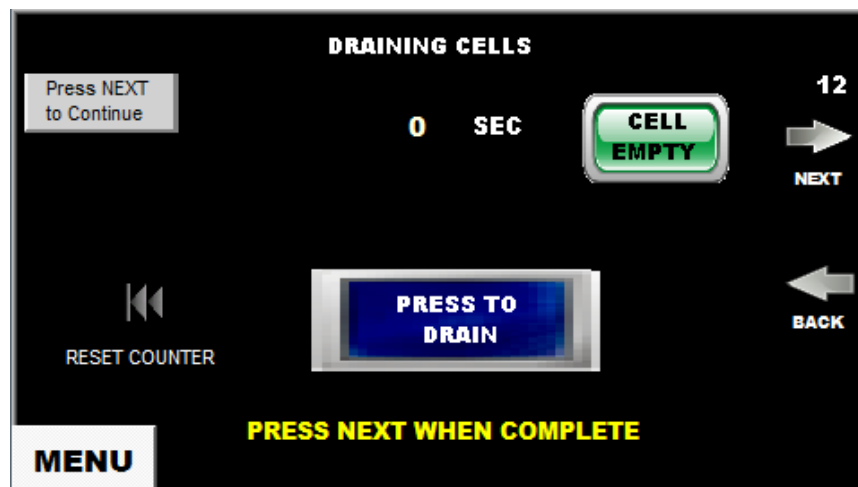 DRAINING CELLS
Press NEXT
to Continue
12
0 SEC
CELL
EMPTY
NEXT
PRESS TO
DRAIN
BACK
RESET COUNTER
PRESS NEXT WHEN COMPLETE
MENU